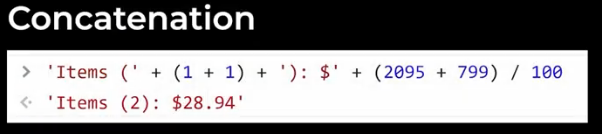 Concatenation
> 'Items (' + (1 + 1) + '): $' + (2095 + 799) / 100
'Items (2): $28.94'